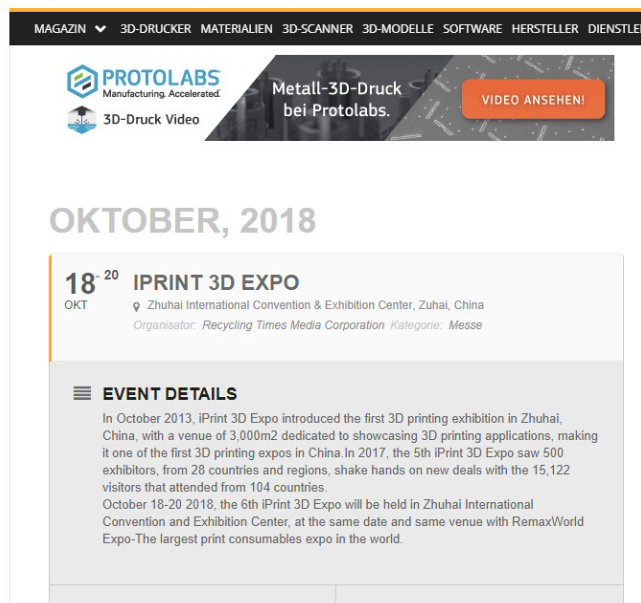 MAGAZIN 3D-DRUCKER MATERIALIEN 3D-SCANNER 3D-MODELLE SOFTWARE HERSTELLER DIENSTLE
PROTOLABS
Manufacturing. Accelerated.
3D-Druck Video
Metall-3D-Druck
bei Protolabs.
VIDEO ANSEHEN!
OKTOBER, 2018
18 - 20
OKT
IPRINT 3D EXPO
Zhuhai International Convention & Exhibition Center, Zuhai, China
Organisator: Recycling Times Media Corporation Kategorie: Messe
EVENT DETAILS
In October 2013, iPrint 3D Expo introduced the first 3D printing exhibition in Zhuhai,
China, with a venue of 3,000m2 dedicated to showcasing 3D printing applications, making
it one of the first 3D printing expos in China.In 2017, the 5th iPrint 3D Expo saw 500
exhibitors, from 28 countries and regions, shake hands on new deals with the 15,122
visitors that attended from 104 countries.
October 18-20 2018, the 6th iPrint 3D Expo will be held in Zhuhai International
Convention and Exhibition Center, at the same date and same venue with RemaxWorld
Expo-The largest print consumables expo in the world.